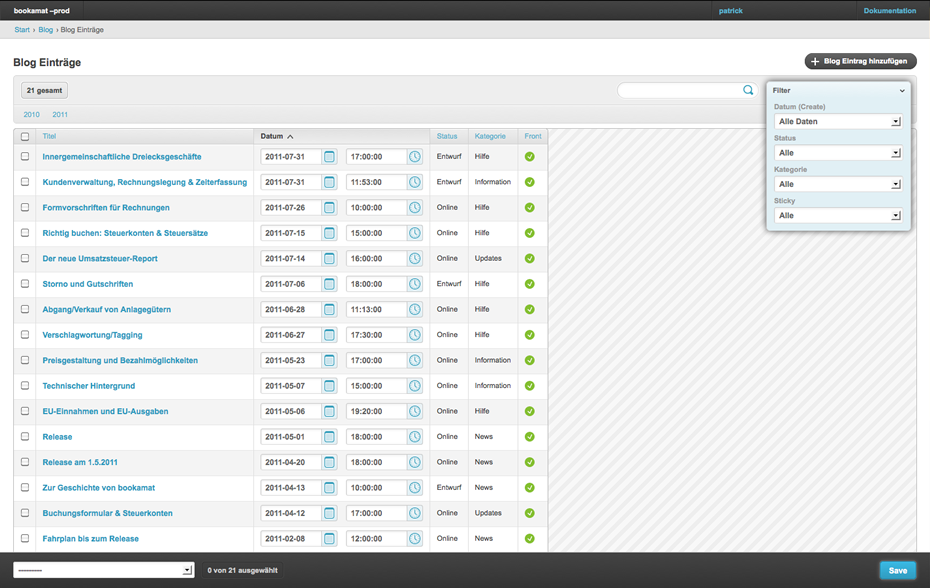 bookamat –prod patrick Dokumentation
Start › Blog › Blog Einträge
Blog Einträge + Blog Eintrag hinzufügen
21 gesamt
2010 2011
Filter
Datum (Create)
Alle Daten
Status
Alle
Kategorie
Alle
Sticky
Alle
Titel Datum Status Kategorie Front
Innergemeinschaftliche Dreiecksgeschäfte 2011-07-31 17:00:00 Entwurf Hilfe
Kundenverwaltung, Rechnungslegung & Zeiterfassung 2011-07-31 11:53:00 Entwurf Information
Formvorschriften für Rechnungen 2011-07-26 10:00:00 Online Hilfe
Richtig buchen: Steuerkonten & Steuersätze 2011-07-15 15:00:00 Online Hilfe
Der neue Umsatzsteuer-Report 2011-07-14 16:00:00 Online Updates
Storno und Gutschriften 2011-07-06 18:00:00 Entwurf Hilfe
Abgang/Verkauf von Anlagegütern 2011-06-28 11:13:00 Online Hilfe
Verschlagwortung/Tagging 2011-06-27 17:30:00 Online Hilfe
Preisgestaltung und Bezahlmöglichkeiten 2011-05-23 17:00:00 Online Information
Technischer Hintergrund 2011-05-07 15:00:00 Online Information
EU-Einnahmen und EU-Ausgaben 2011-05-06 19:20:00 Online Hilfe
Release 2011-05-01 18:00:00 Online News
Release am 1.5.2011 2011-04-20 18:00:00 Online News
Zur Geschichte von bookamat 2011-04-13 10:00:00 Entwurf News
Buchungsformular & Steuerkonten 2011-04-12 17:00:00 Online Updates
Fahrplan bis zum Release 2011-02-08 12:00:00 Online News
--------- 0 von 21 ausgewählt Save